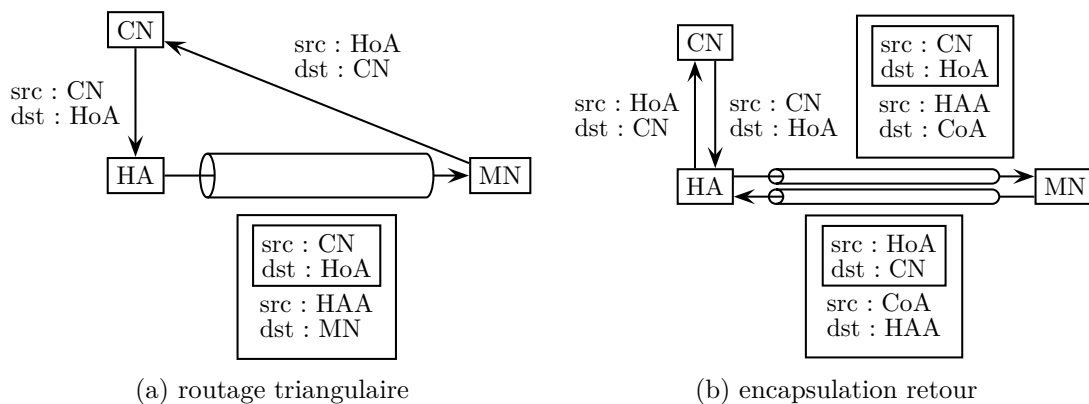 CN
src : HoA
dst : CN
src : CN
dst : HoA
HA
MN
src : CN
dst : HoA
src : HAA
dst : MN
(a) routage triangulaire
CN
src : CN
dst : HoA
src : HAA
dst : CoA
src : HoA
dst : CN
src : CN
dst : HoA
HA
MN
src : HoA
dst : CN
src : CoA
dst : HAA
(b) encapsulation retour